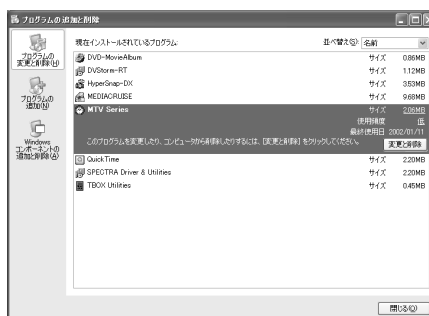 プログラムの追加と削除
現在インストールされているプログラム:
並べ替え(S): 名前
プログラムの
変更と削除(H)
プログラムの
追加(N)
Windows
コンポーネントの
追加と削除(A)
DVD-MovieAlbum サイズ 0.86MB
DVStorm-RT サイズ 1.12MB
HyperSnap-DX サイズ 3.53MB
MEDIACRUISE サイズ 9.68MB
MTV Series サイズ 2.06MB
使用頻度 低
最終使用日 2002/01/11
このプログラムを変更したり、コンピュータから削除したりするには、[変更と削除] をクリックしてください。 変更と削除
QuickTime サイズ 2.20MB
SPECTRA Driver & Utilities サイズ 2.20MB
TBOX Utilities サイズ 0.45MB
閉じる(O)